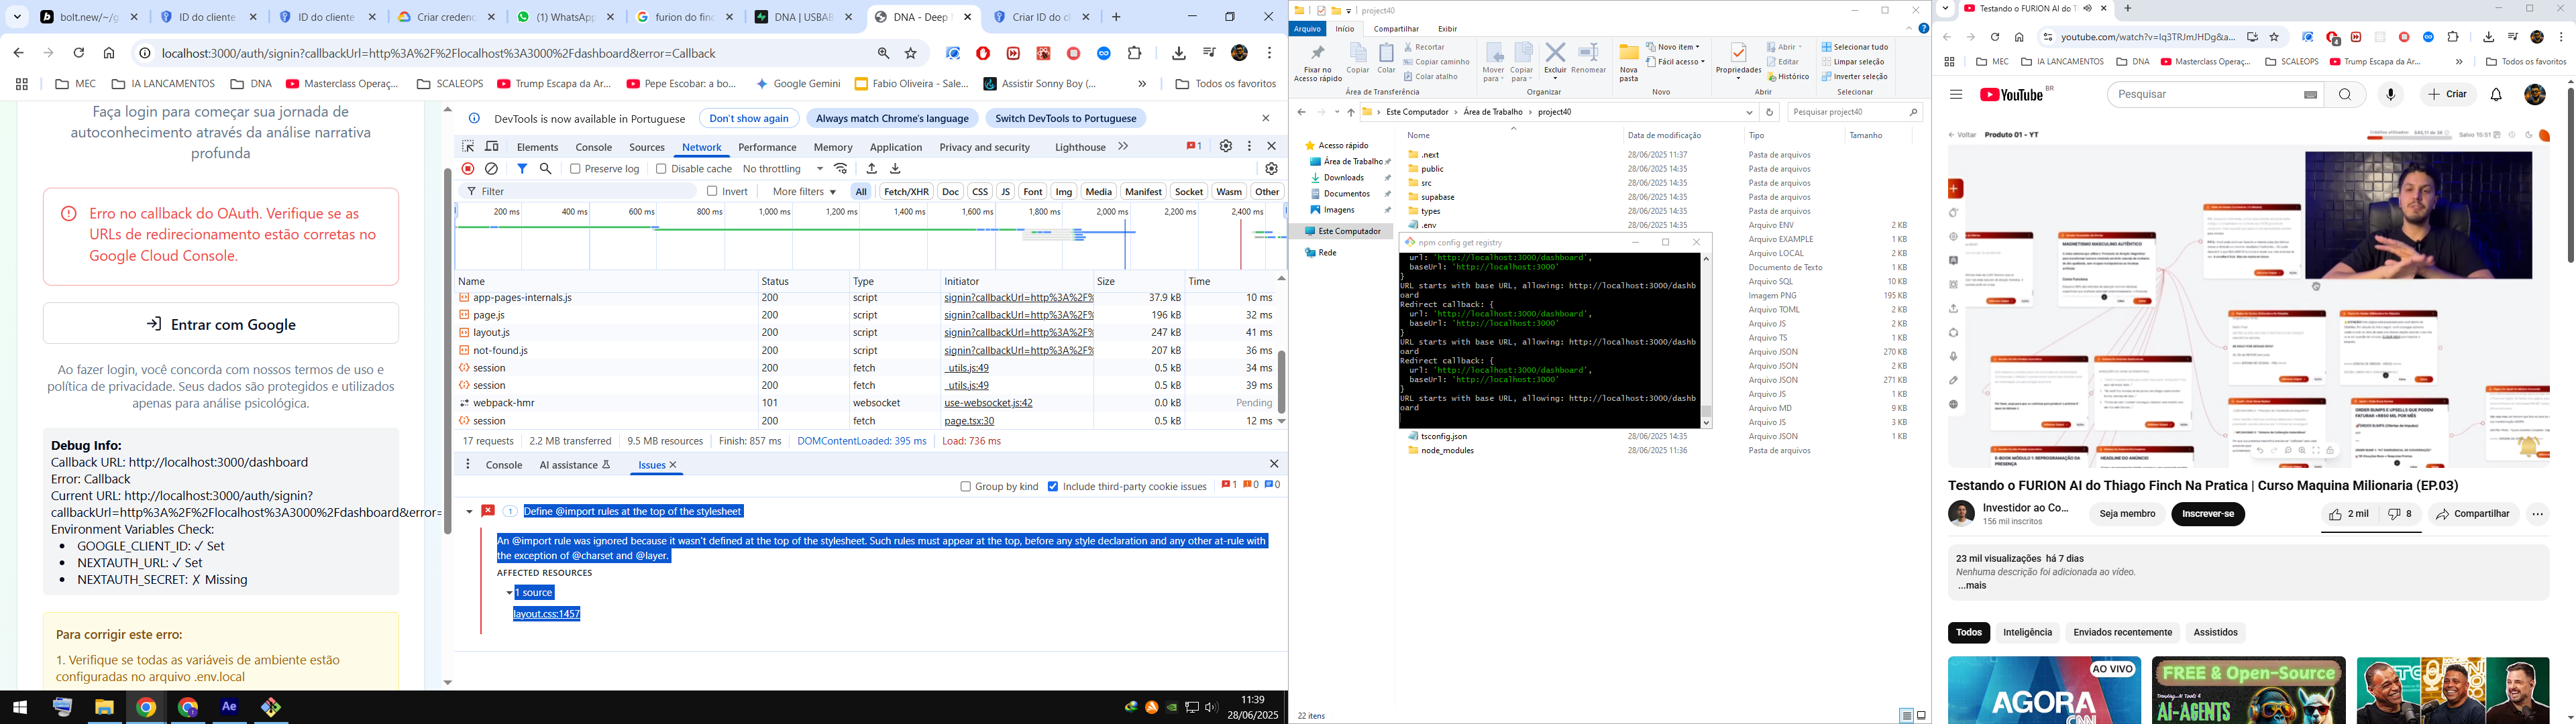 bolt.new/~/g
ID do cliente
ID do cliente
Criar creden
(1) WhatsApp
furion do fin
DNA | USBAB
DNA - Deep
Criar ID do cl
localhost:3000/auth/signin?callbackUrl=http%3A%2F%2Flocalhost%3A3000%2Fdashboard&error=Callback
MEC
IA LANCAMENTOS
DNA
Masterclass Operaç...
SCALEOPS
Trump Escapa da Ar...
Pepe Escobar: a bo...
Google Gemini
Fabio Oliveira - Sale...
Assistir Sonny Boy (...
Todos os favoritos
Faça login para começar sua jornada de
autoconhecimento através da análise narrativa
profunda
Erro no callback do OAuth. Verifique se as
URLs de redirecionamento estão corretas no
Google Cloud Console.
Entrar com Google
Ao fazer login, você concorda com nossos termos de uso e
política de privacidade. Seus dados são protegidos e utilizados
apenas para análise psicológica.
Debug Info:
Callback URL: http://localhost:3000/dashboard
Error: Callback
Current URL: http://localhost:3000/auth/signin?
callbackUrl=http%3A%2F%2Flocalhost%3A3000%2Fdashboard&error=
Environment Variables Check:
GOOGLE_CLIENT_ID: ✓ Set
NEXTAUTH_URL: ✓ Set
NEXTAUTH_SECRET: ✗ Missing
Para corrigir este erro:
1. Verifique se todas as variáveis de ambiente estão
configuradas no arquivo .env.local
DevTools is now available in Portuguese
Don't show again
Always match Chrome's language
Switch DevTools to Portuguese
Elements
Console
Sources
Network
Performance
Memory
Application
Privacy and security
Lighthouse
1
Preserve log
Disable cache
No throttling
Filter
Invert
More filters
All
Fetch/XHR
Doc
CSS
JS
Font
Img
Media
Manifest
Socket
Wasm
Other
200 ms
400 ms
600 ms
800 ms
1,000 ms
1,200 ms
1,400 ms
1,600 ms
1,800 ms
2,000 ms
2,200 ms
2,400 ms
Name Status Type Initiator Size Time
app-pages-internals.js 200 script signin?callbackUrl=http%3A%2F% 37.9 kB 10 ms
page.js 200 script signin?callbackUrl=http%3A%2F% 196 kB 32 ms
layout.js 200 script signin?callbackUrl=http%3A%2F% 247 kB 41 ms
not-found.js 200 script signin?callbackUrl=http%3A%2F% 207 kB 36 ms
session 200 fetch _utils.js:49 0.5 kB 34 ms
session 200 fetch _utils.js:49 0.5 kB 39 ms
webpack-hmr 101 websocket use-websocket.js:42 0.0 kB Pending
session 200 fetch page.tsx:30 0.5 kB 12 ms
17 requests
2.2 MB transferred
9.5 MB resources
Finish: 857 ms
DOMContentLoaded: 395 ms
Load: 736 ms
Console
AI assistance
Issues
Group by kind
Include third-party cookie issues
1
0
0
1
Define @import rules at the top of the stylesheet
An @import rule was ignored because it wasn't defined at the top of the stylesheet. Such rules must appear at the top, before any style declaration and any other at-rule with
the exception of @charset and @layer.
AFFECTED RESOURCES
1 source
layout.css:1457
Ae
11:39
28/06/2025
project40
Arquivo
Início
Compartilhar
Exibir
Fixar no
Acesso rápido
Copiar
Colar
Recortar
Copiar caminho
Colar atalho
Área de Transferência
Mover
para
Copiar
para
Excluir
Renomear
Organizar
Nova
pasta
Novo item
Fácil acesso
Novo
Propriedades
Abrir
Editar
Histórico
Abrir
Selecionar tudo
Limpar seleção
Inverter seleção
Selecionar
Este Computador
Área de Trabalho
project40
Pesquisar project40
Acesso rápido
Área de Trabalho
Downloads
Documentos
Imagens
Este Computador
Rede
Nome Data de modificação Tipo Tamanho
.next 28/06/2025 11:37 Pasta de arquivos
public 28/06/2025 14:35 Pasta de arquivos
src 28/06/2025 14:35 Pasta de arquivos
supabase 28/06/2025 14:35 Pasta de arquivos
types 28/06/2025 14:35 Pasta de arquivos
.env 28/06/2025 14:35 Arquivo ENV 2 KB
Arquivo EXAMPLE 1 KB
Arquivo LOCAL 2 KB
Documento de Texto 1 KB
Arquivo SQL 10 KB
Imagem PNG 195 KB
Arquivo TOML 2 KB
Arquivo JS 2 KB
Arquivo TS 1 KB
Arquivo JSON 270 KB
Arquivo JSON 2 KB
Arquivo JSON 271 KB
Arquivo JS 1 KB
Arquivo MD 9 KB
Arquivo JS 3 KB
tsconfig.json 28/06/2025 14:35 Arquivo JSON 1 KB
node_modules 28/06/2025 11:36 Pasta de arquivos
22 itens
npm config get registry
url: 'http://localhost:3000/dashboard',
baseUrl: 'http://localhost:3000'
}
URL starts with base URL, allowing: http://localhost:3000/dashb
oard
Redirect callback: {
url: 'http://localhost:3000/dashboard',
baseUrl: 'http://localhost:3000'
}
URL starts with base URL, allowing: http://localhost:3000/dashb
oard
Redirect callback: {
url: 'http://localhost:3000/dashboard',
baseUrl: 'http://localhost:3000'
}
URL starts with base URL, allowing: http://localhost:3000/dashb
oard
Testando o FURION AI do T
youtube.com/watch?v=lq3TRJmJHDg&a...
MEC
IA LANCAMENTOS
DNA
Masterclass Operaç...
SCALEOPS
Trump Escapa da Ar...
Todos os favoritos
YouTube BR
Pesquisar
Criar
Voltar
Produto 01 - YT
MAGNETISMO MASCULINO AUTÊNTICO
HEADLINE DO ANÚNCIO
Testando o FURION AI do Thiago Finch Na Pratica | Curso Maquina Milionaria (EP.03)
Investidor ao Co...
156 mil inscritos
Seja membro
Inscrever-se
2 mil
8
Compartilhar
23 mil visualizações há 7 dias
Nenhuma descrição foi adicionada ao vídeo.
...mais
Todos
Inteligência
Enviados recentemente
Assistidos
AO VIVO
AGORA
CNN
FREE & Open-Source
AI-AGENTS